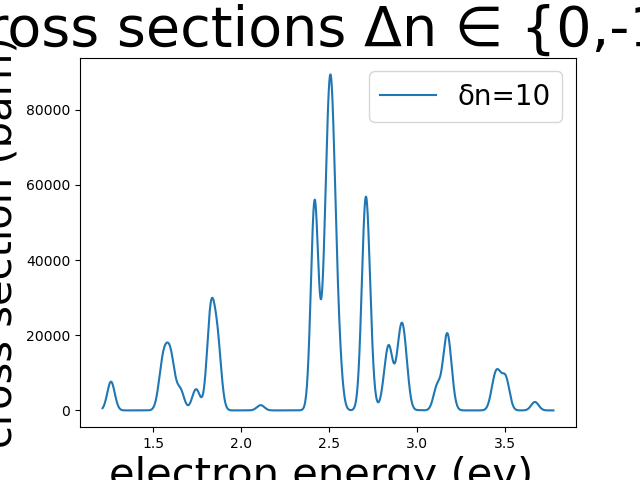 ross sections Δn ∈ {0,-1
cross section (barn)
δn=10
80000
60000
40000
20000
0
1.5 2.0 2.5 3.0 3.5
electron energy (ev)